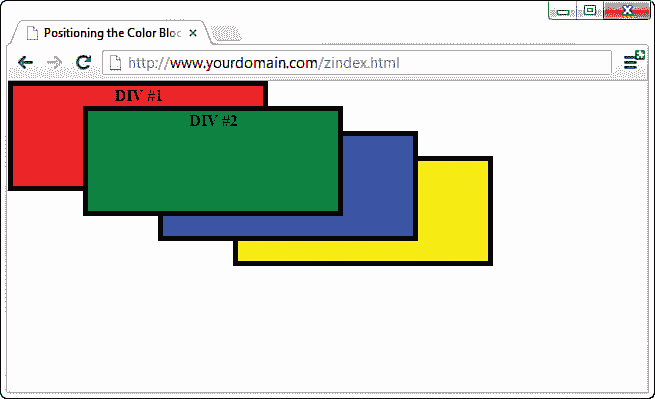 Positioning the Color Bloc
http://www.yourdomain.com/zindex.html
DIV #1
DIV #2